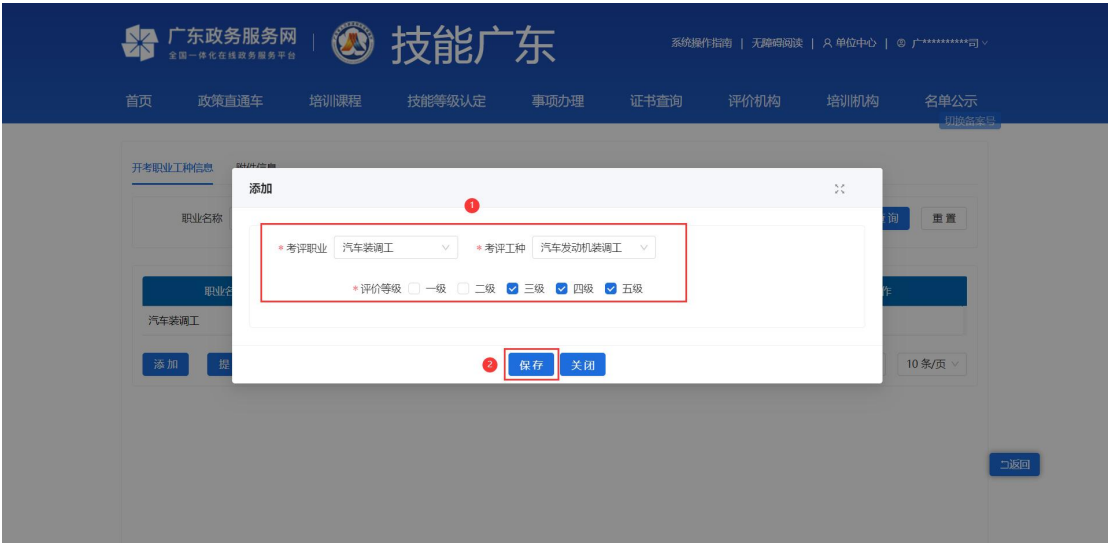 广东政务服务网
全国一体化在线政务服务平台
技能广东
系统操作指南 | 无障碍阅读 | 单位中心 | 广**********司
首页 政策直通车 培训课程 技能等级认定 事项办理 证书查询 评价机构 培训机构 名单公示
切换备案号
开考职业工种信息 附件信息
添加
1
职业名称 询 重置
*考评职业 汽车装调工 *考评工种 汽车发动机装调工
*评价等级 一级 二级 三级 四级 五级
职业名 作
汽车装调工
添加 提 2 保存 关闭 10 条/页
返回